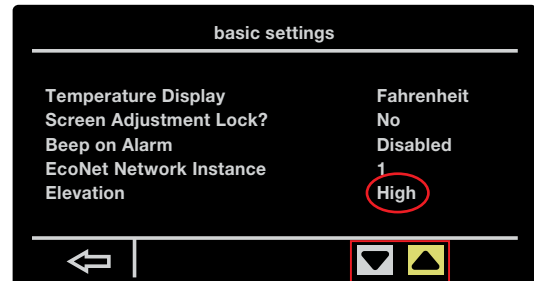 basic settings
Temperature Display Fahrenheit
Screen Adjustment Lock? No
Beep on Alarm Disabled
EcoNet Network Instance 1
Elevation High